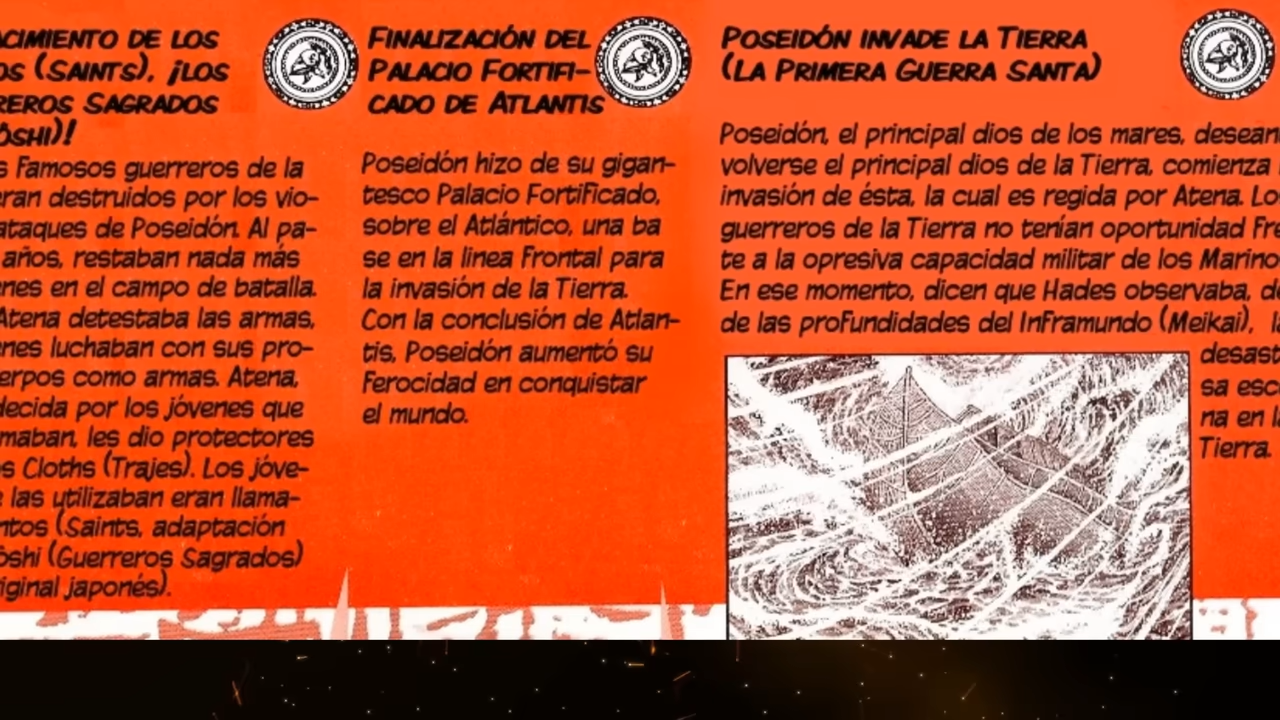 CIMIENTO DE LOS
OS (SAINTS), ¡LOS
REROS SAGRADOS
ŌSHI)!
s Famosos guerreros de la
eran destruidos por los vio-
ataques de Poseidón. Al pa-
años, restaban nada más
enes en el campo de batalla.
Atena detestaba las armas,
enes luchaban con sus pro-
erpos como armas. Atena,
decida por los jóvenes que
maban, les dio protectores
s Cloths (Trajes). Los jóve-
e las utilizaban eran llama-
ntos (Saints, adaptación
ōshi (Guerreros Sagrados)
iginal japonés).
FINALIZACIÓN DEL
PALACIO FORTIFI-
CADO DE ATLANTIS
Poseidón hizo de su gigan-
tesco Palacio Fortificado,
sobre el Atlántico, una ba
se en la linea Frontal para
la invasión de la Tierra.
Con la conclusión de Atlan-
tis, Poseidón aumentó su
Ferocidad en conquistar
el mundo.
POSEIDÓN INVADE LA TIERRA
(LA PRIMERA GUERRA SANTA)
Poseidón, el principal dios de los mares, desean
volverse el principal dios de la Tierra, comienza
invasión de ésta, la cual es regida por Atena. Lo
guerreros de la Tierra no tenían oportunidad Fre
te a la opresiva capacidad militar de los Marino
En ese momento, dicen que Hades observaba, d
de las profundidades del Inframundo (Meikai),
desast
sa esc
na en l
Tierra.